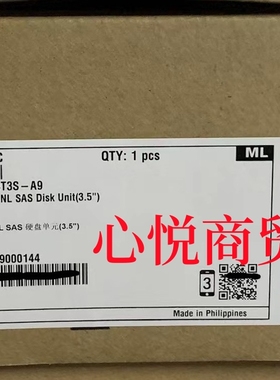 C QTY: 1 pcs ML
T3S-A9
NL SAS Disk Unit(3.5")
心悦商贸
L SAS 硬盘单元(3.5")
9000144
3
Made in Philippines